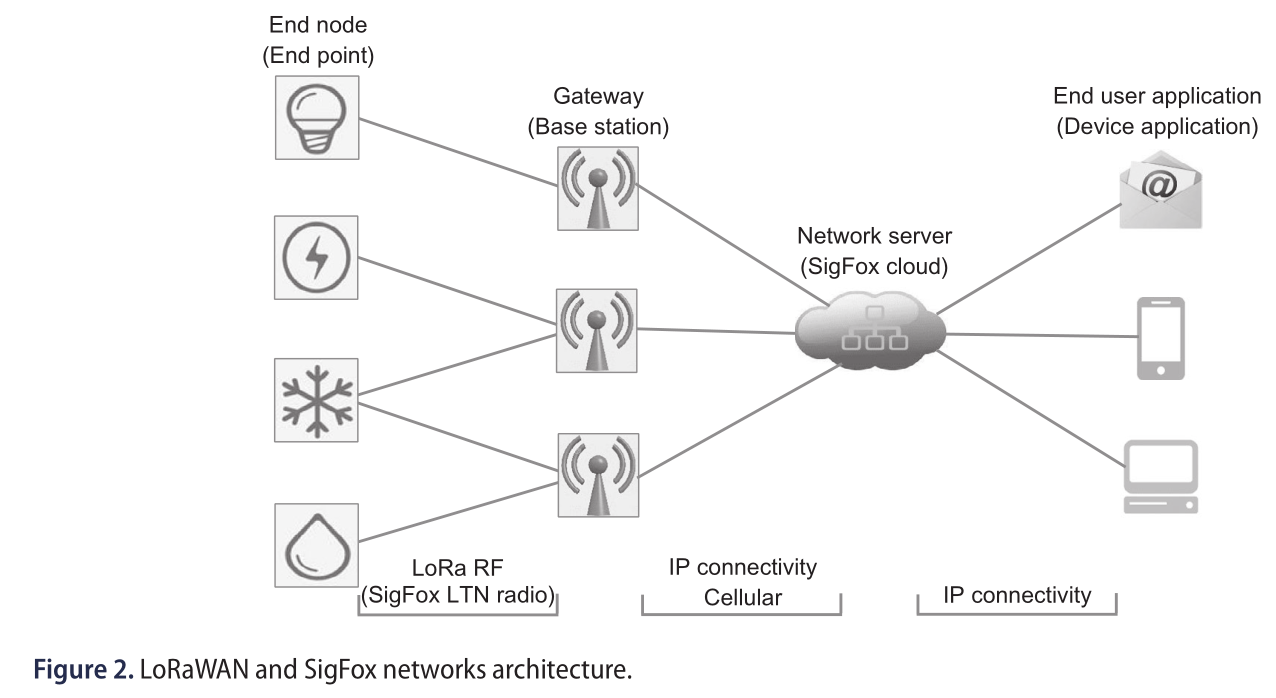 End node
(End point)
Gateway
(Base station)
End user application
(Device application)
@
Network server
(SigFox cloud)
LoRa RF
(SigFox LTN radio)
IP connectivity
Cellular
IP connectivity
Figure 2. LoRaWAN and SigFox networks architecture.